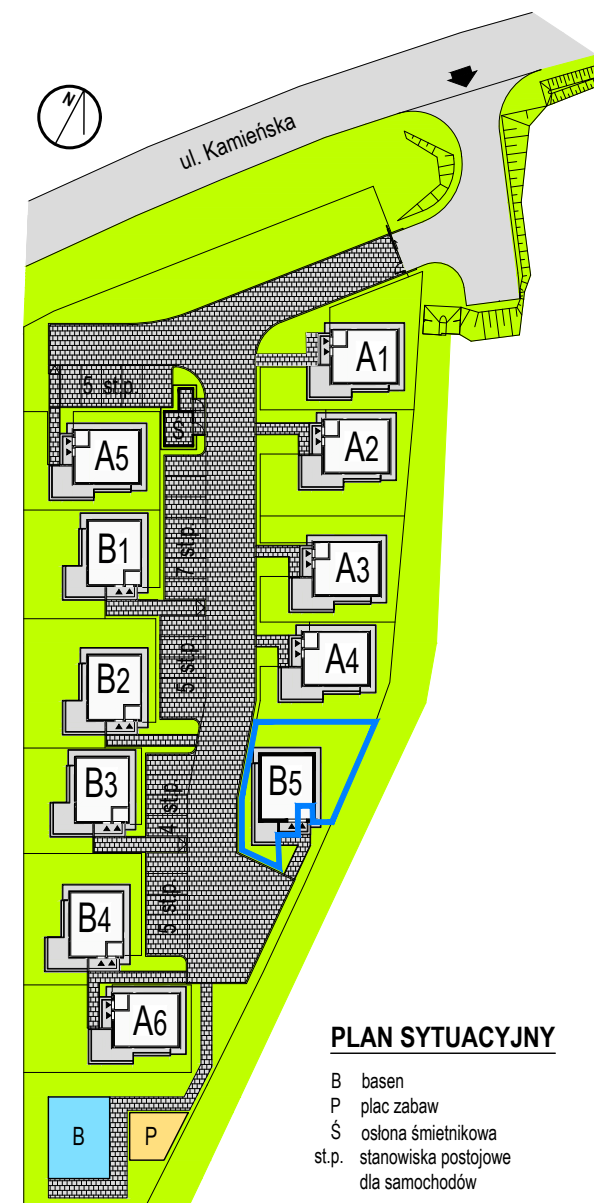 N
ul. Kamieńska
A1
5 st.p.
Ś
A2
A5
B1
7 st.p.
A3
A4
5 st.p.
B2
B3
B5
4 st.p.
B4
5 st.p.
A6
B
P
PLAN SYTUACYJNY
B basen
P plac zabaw
Ś osłona śmietnikowa
st.p. stanowiska postojowe
dla samochodów